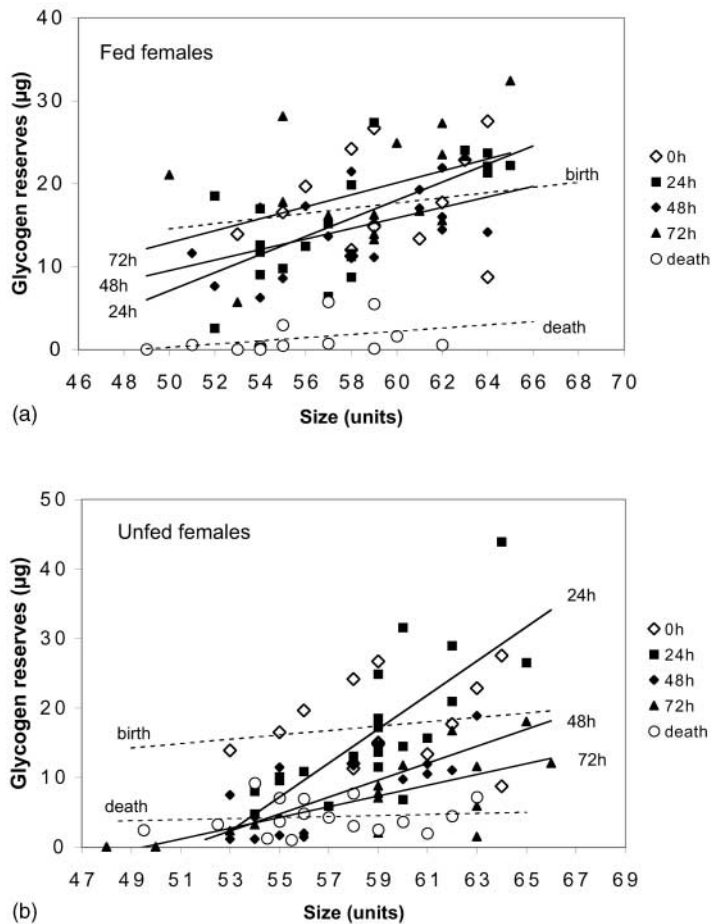 Fed females
Glycogen reserves (µg)
40
30
20
10
0
72h
48h
24h
birth
death
46 48 50 52 54 56 58 60 62 64 66 68 70
Size (units)
0h
24h
48h
72h
death
(a)
Unfed females
Glycogen reserves (µg)
50
40
30
20
10
0
birth
death
24h
48h
72h
47 49 51 53 55 57 59 61 63 65 67 69
Size (units)
0h
24h
48h
72h
death
(b)